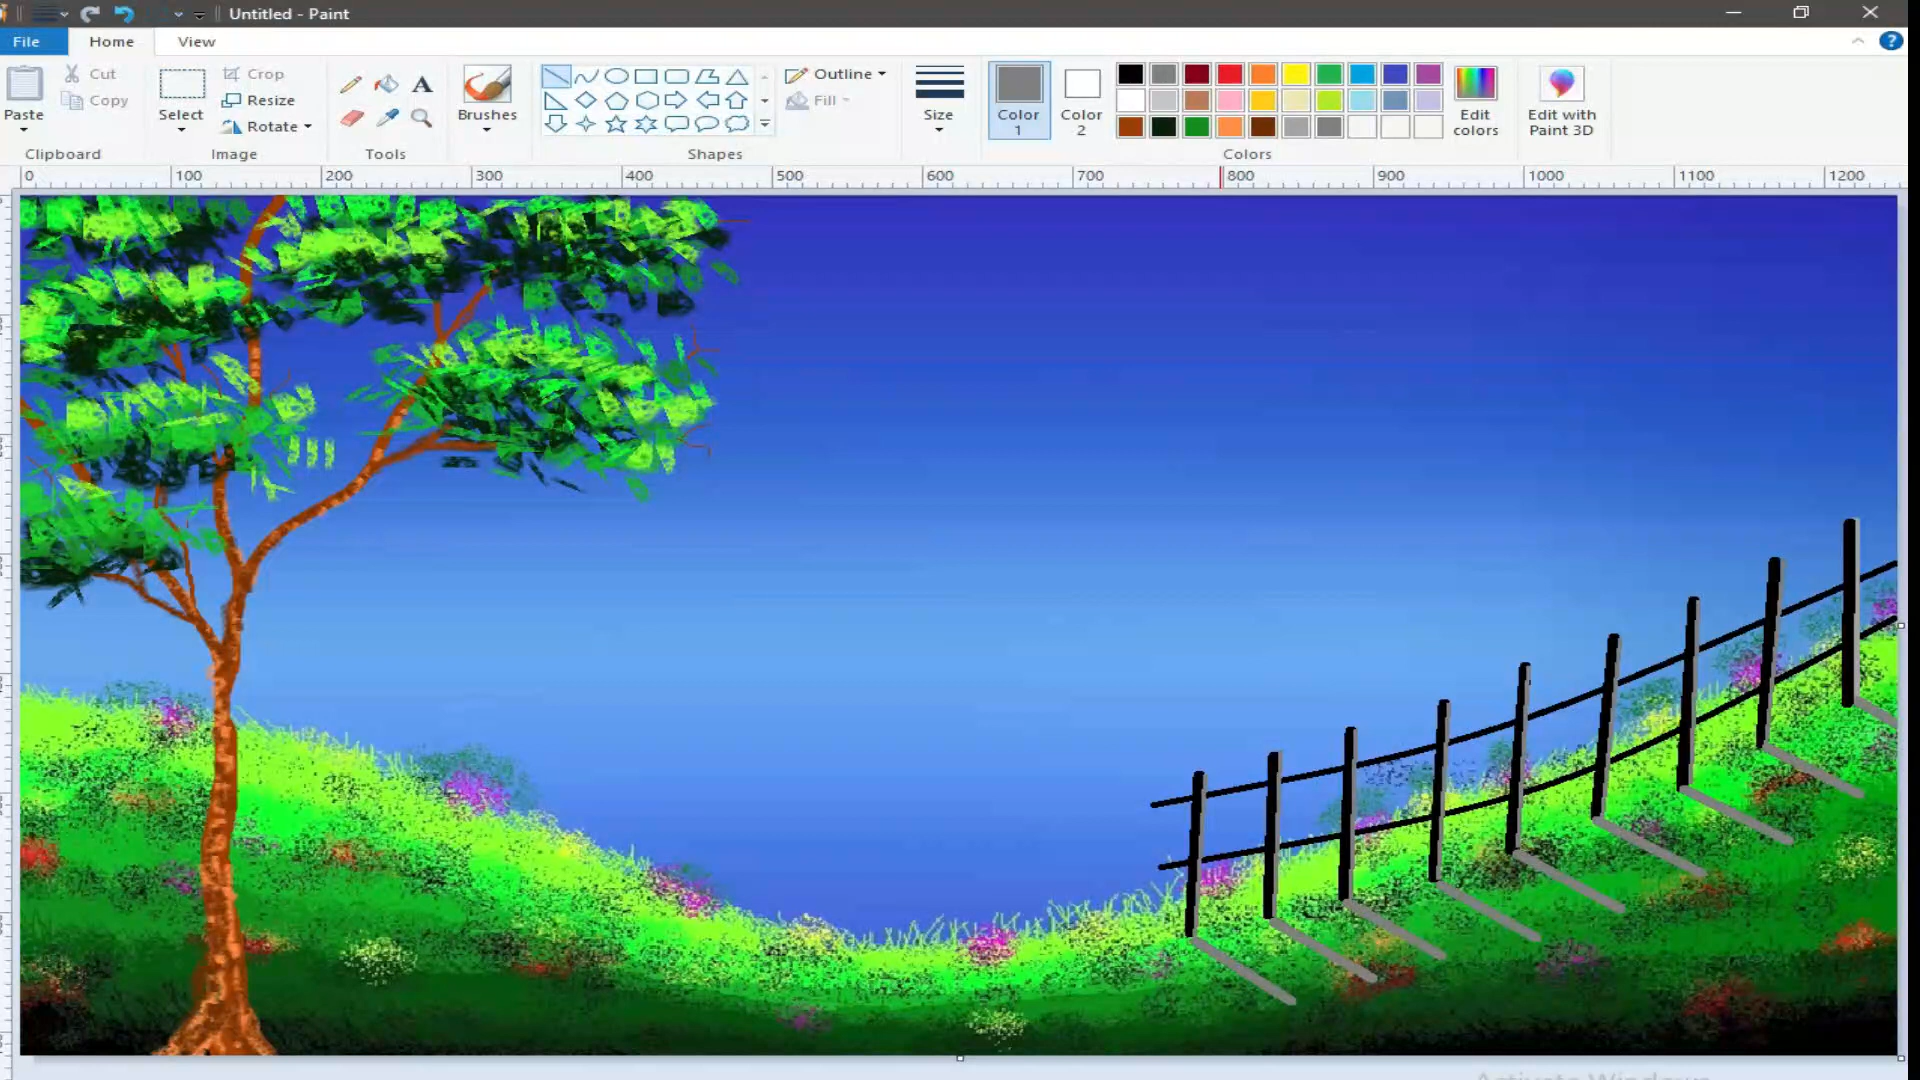 Untitled - Paint
File Home View
Cut
Copy
Paste
Clipboard
Select
Crop
Resize
Rotate
Image
Tools
Brushes
Shapes
Outline
Fill
Size
Color 1
Color 2
Colors
Edit colors
Edit with Paint 3D
0 100 200 300 400 500 600 700 800 900 1000 1100 1200